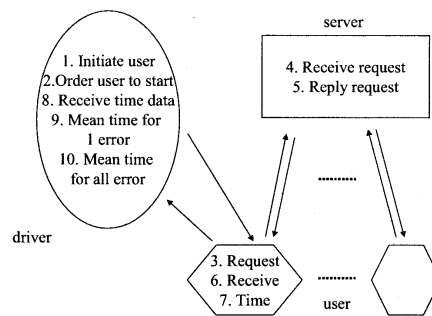 server
1. Initiate user
2.Order user to start
8. Receive time data
9. Mean time for
1 error
10. Mean time
for all error
4. Receive request
5. Reply request
driver
3. Request
6. Receive
7. Time
user